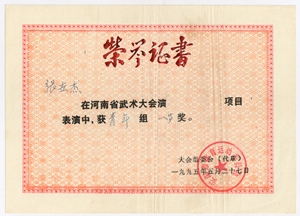 荣誉证书
张东杰
在河南省武术大会演 项目
表演中，获青年组 一等奖。
大会组委会（代章）
一九九五年五月二十七日